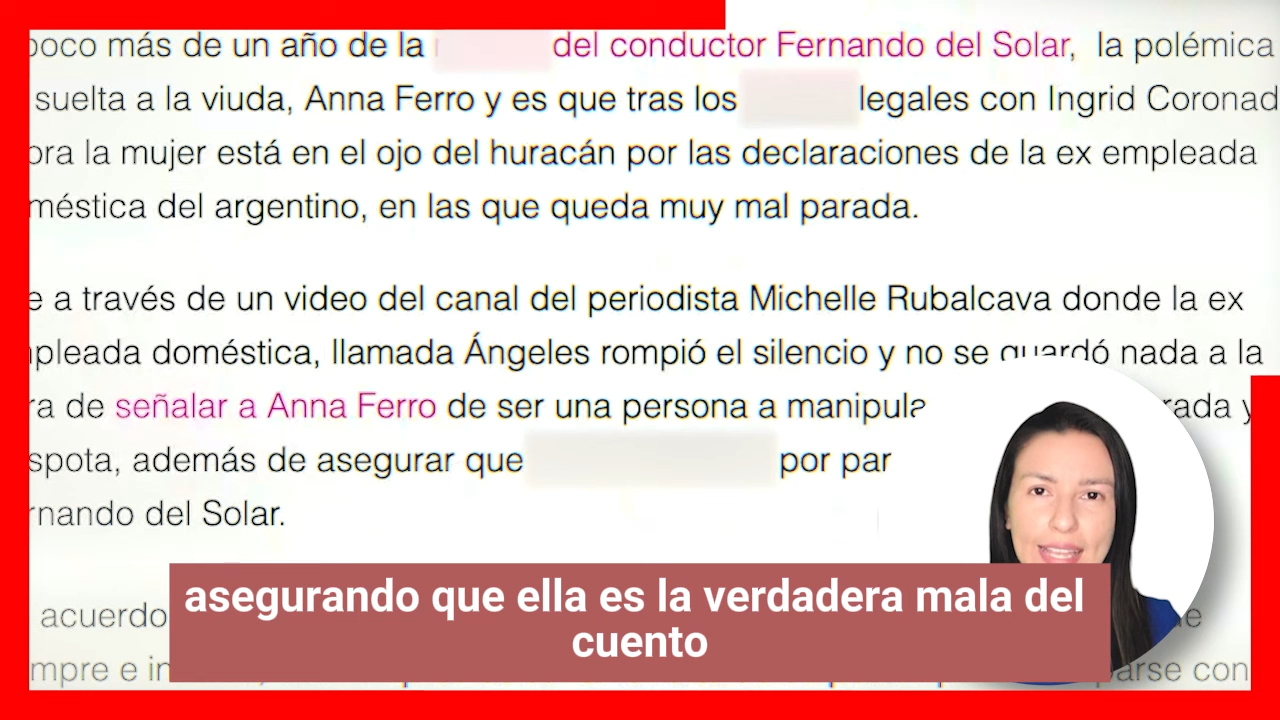 poco más de un año de la del conductor Fernando del Solar, la polémica
suelta a la viuda, Anna Ferro y es que tras los legales con Ingrid Coronad
ora la mujer está en el ojo del huracán por las declaraciones de la ex empleada
méstica del argentino, en las que queda muy mal parada.
e a través de un video del canal del periodista Michelle Rubalcava donde la ex
pleada doméstica, llamada Ángeles rompió el silencio y no se guardó nada a la
ra de señalar a Anna Ferro de ser una persona a manipula rada y
spota, además de asegurar que por par
rnando del Solar.
acuerdo
mpre e in parse con
asegurando que ella es la verdadera mala del
cuento